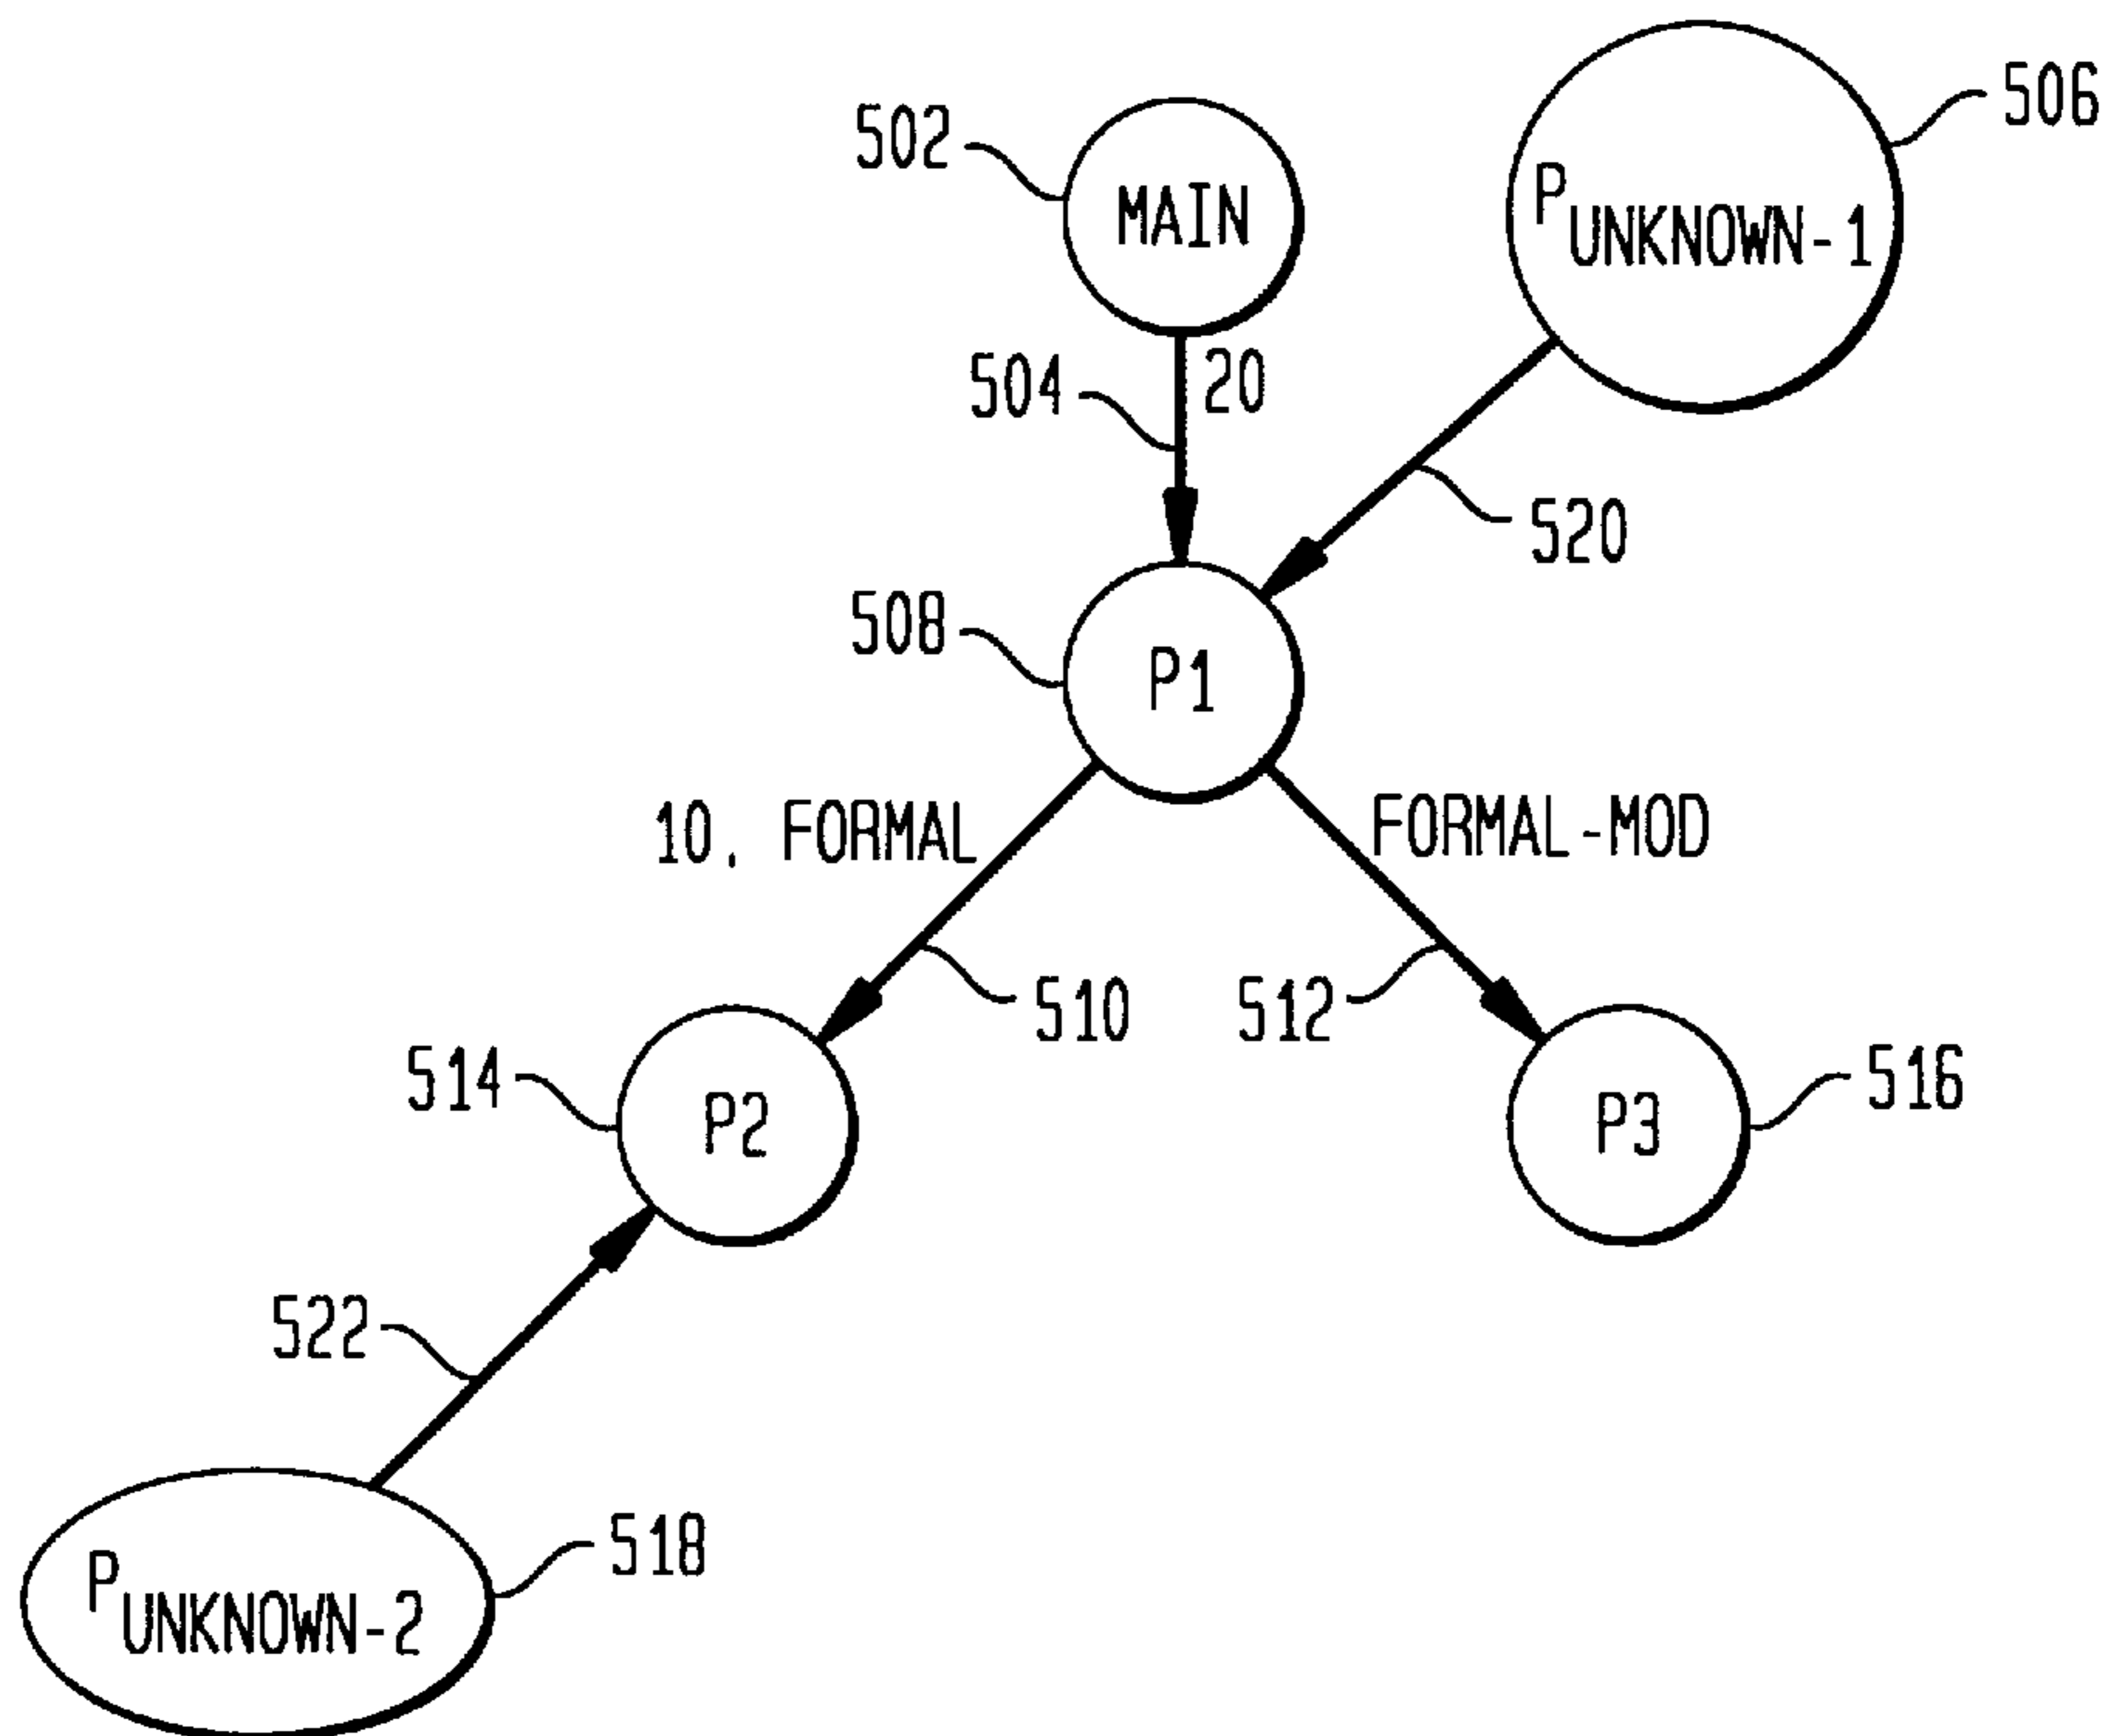 506
502
MAIN
PUNKNOWN-1
504
20
520
508
P1
10, FORMAL
FORMAL-MOD
510
512
514
P2
P3
516
522
518
PUNKNOWN-2